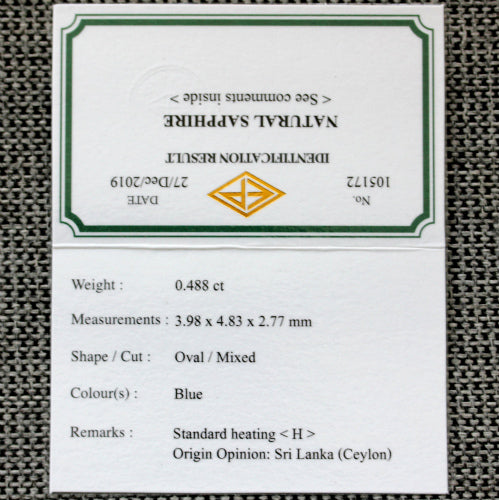 No. 105172
DATE 27/Dec/2019
IDENTIFICATION RESULT
NATURAL SAPPHIRE
< See comments inside >
Weight : 0.488 ct
Measurements : 3.98 x 4.83 x 2.77 mm
Shape / Cut : Oval / Mixed
Colour(s) : Blue
Remarks : Standard heating < H >
Origin Opinion: Sri Lanka (Ceylon)